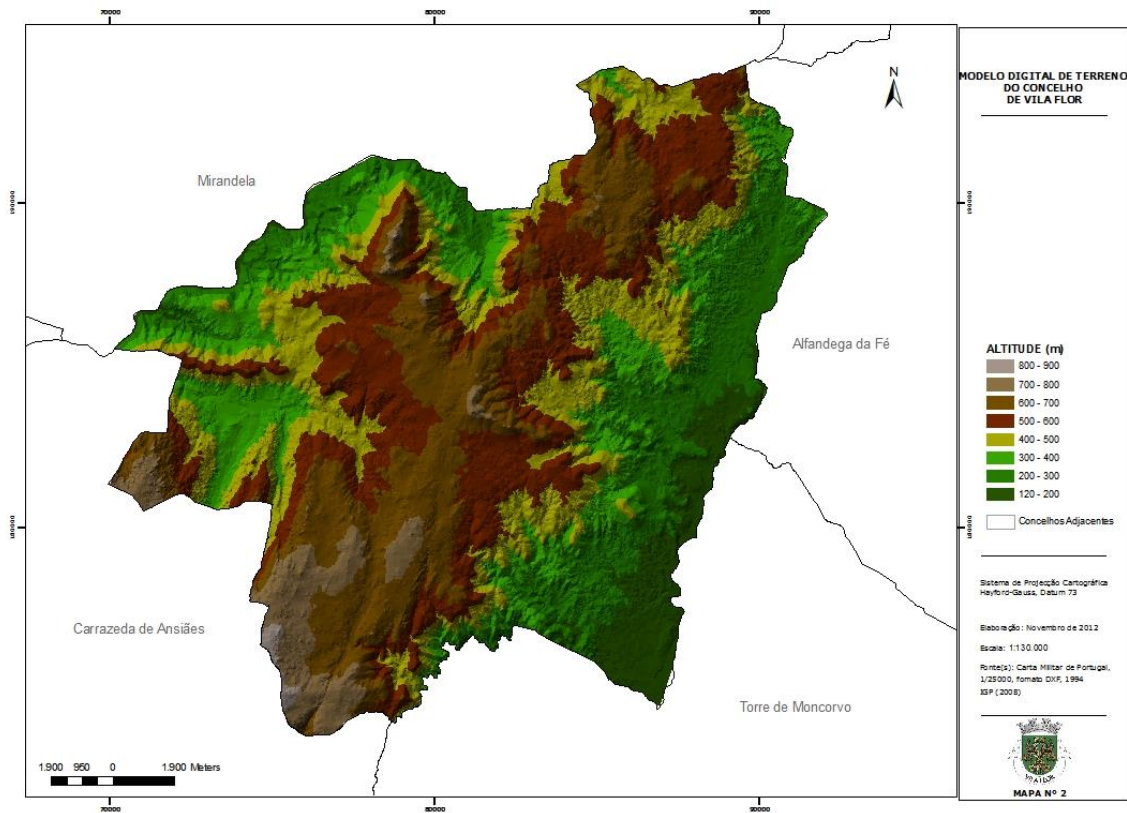 70000
80000
90000
N
Mirandela
Alfandega da Fé
Carrazeda de Ansiães
Torre de Moncorvo
1.900 950 0 1.900 Meters
70000
80000
90000
MODELO DIGITAL DE TERRENO
DO CONCELHO
DE VILA FLOR
ALTITUDE (m)
800 - 900
700 - 800
600 - 700
500 - 600
400 - 500
300 - 400
200 - 300
120 - 200
Concelhos Adjacentes
Sistema de Projecção Cartográfica
Hayford-Gauss, Datum 73
Elaboração: Novembro de 2012
Escala: 1:130.000
Fonte(s): Carta Militar de Portugal,
1/25000, formato DXF, 1994
IGP (2008)
MAPA Nº 2